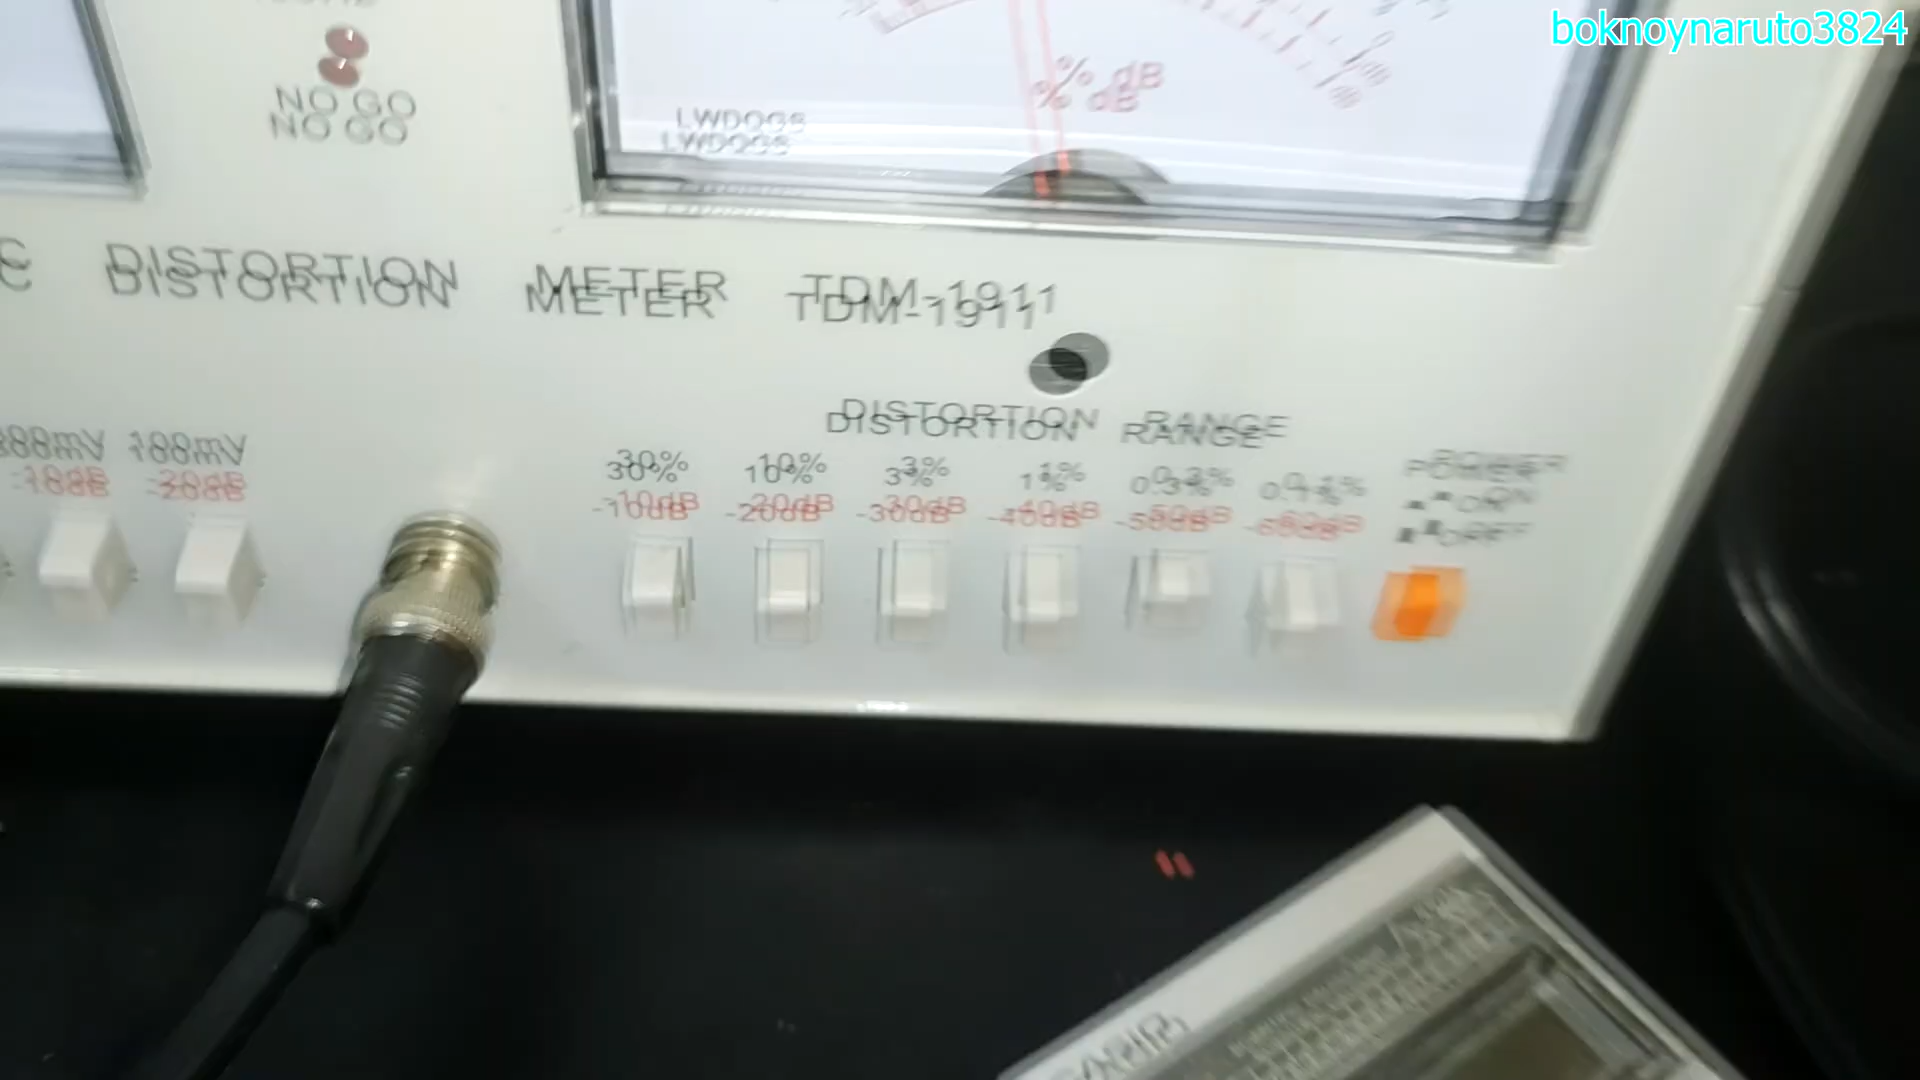 boknoynaruto3824
NO GO
% dB
DISTORTION METER TDM-1911
DISTORTION RANGE
30% 10% 3% 1% 0.3% 0.1% POWER
-10dB -20dB -30dB -40dB -50dB -60dB ON
OFF
100mV
-20dB